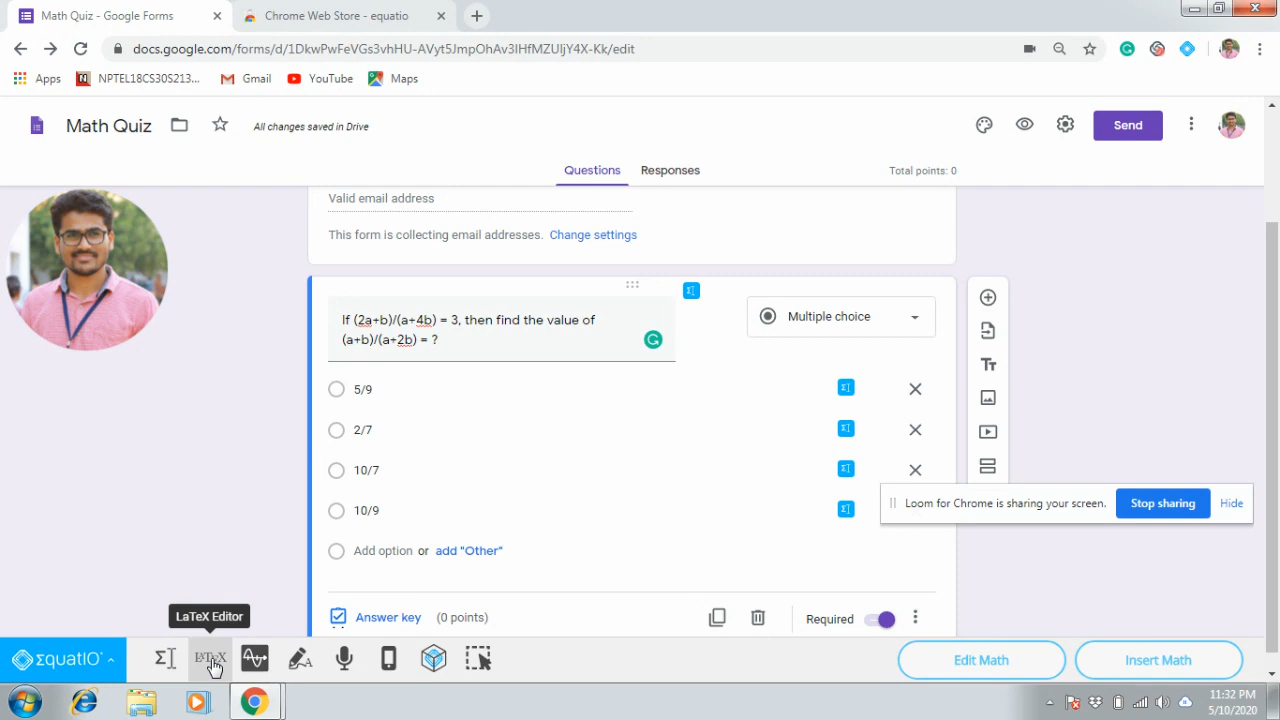 Math Quiz - Google Forms
Chrome Web Store - equatio
docs.google.com/forms/d/1DkwPwFeVGs3vhHU-AVyt5JmpOhAv3IHfMZUljY4X-Kk/edit
Apps
NPTEL18CS30S213...
Gmail
YouTube
Maps
Math Quiz
All changes saved in Drive
Send
Questions
Responses
Total points: 0
Valid email address
This form is collecting email addresses. Change settings
If (2a+b)/(a+4b) = 3, then find the value of
(a+b)/(a+2b) = ?
Multiple choice
5/9
2/7
10/7
10/9
Loom for Chrome is sharing your screen.
Stop sharing
Hide
Add option or add "Other"
Answer key (0 points)
Required
LaTeX Editor
ΣquatIO
LATEX
Edit Math
Insert Math
11:32 PM
5/10/2020